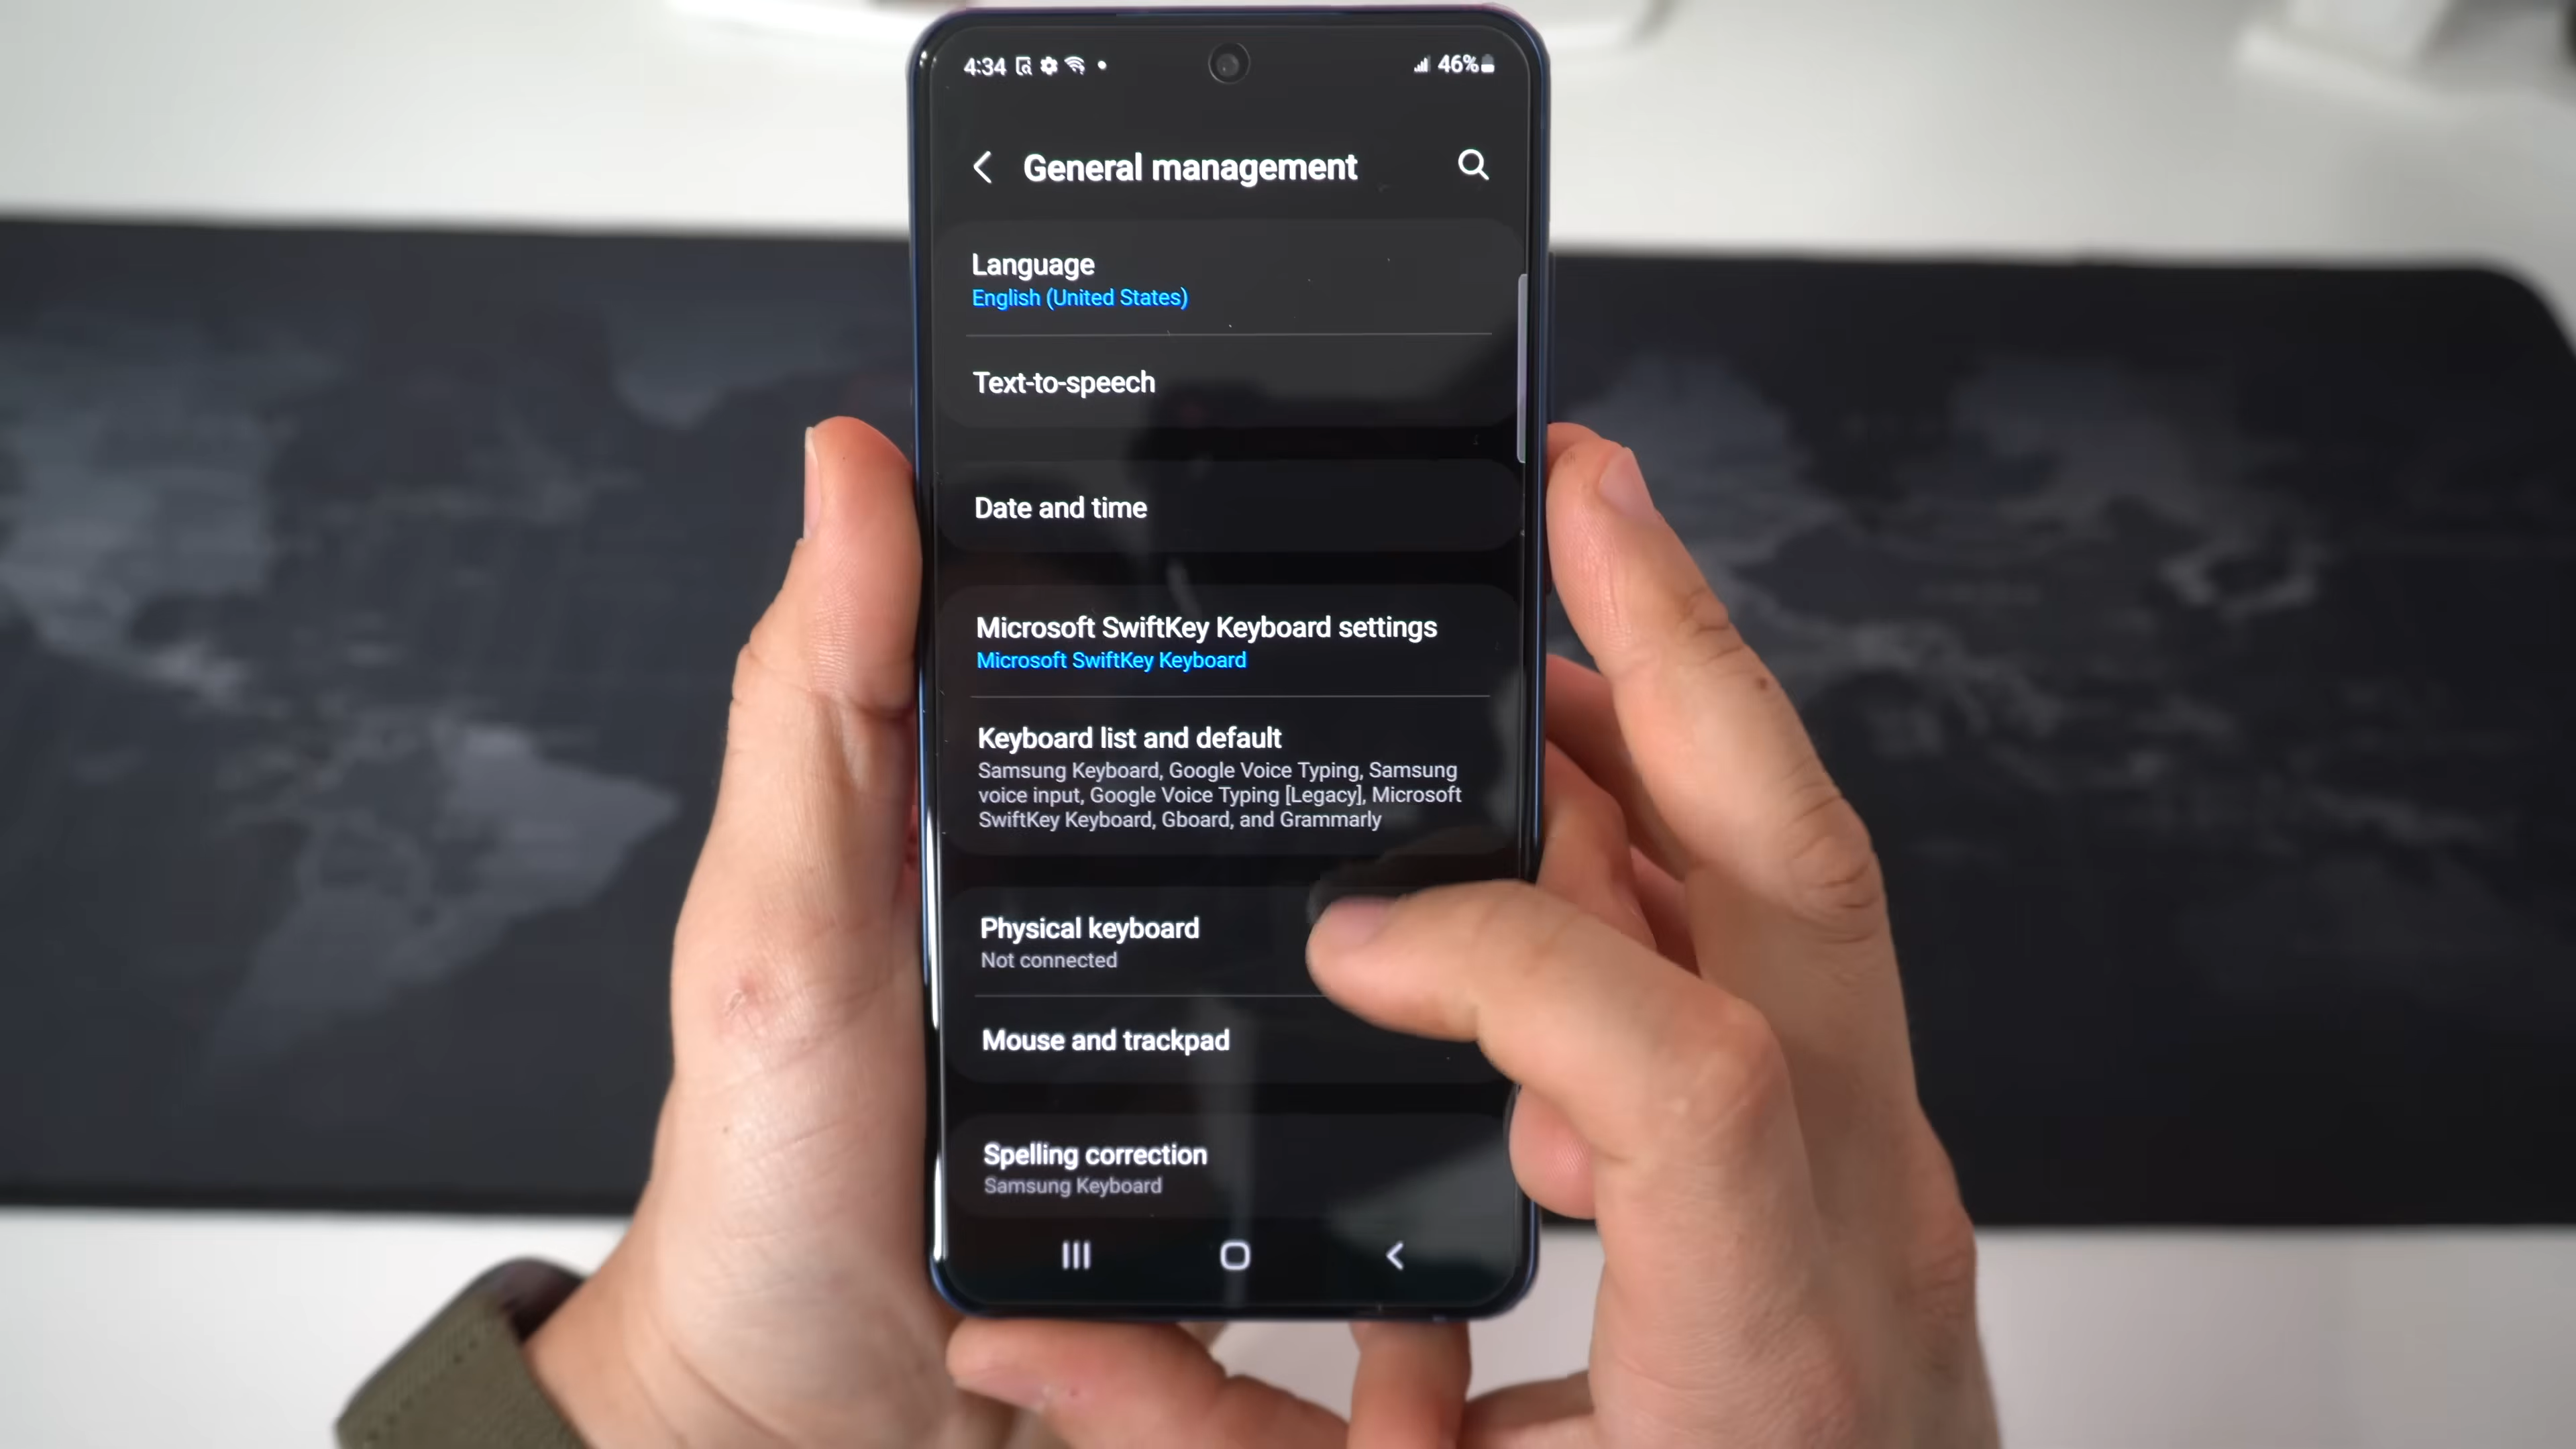 4:34
46%
General management
Language
English (United States)
Text-to-speech
Date and time
Microsoft SwiftKey Keyboard settings
Microsoft SwiftKey Keyboard
Keyboard list and default
Samsung Keyboard, Google Voice Typing, Samsung
voice input, Google Voice Typing [Legacy], Microsoft
SwiftKey Keyboard, Gboard, and Grammarly
Physical keyboard
Not connected
Mouse and trackpad
Spelling correction
Samsung Keyboard